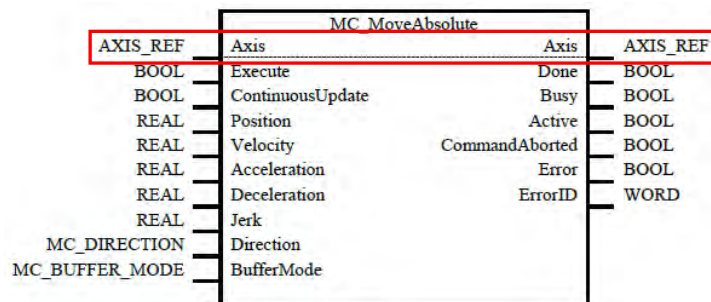 MC_MoveAbsolute
AXIS_REF Axis Axis AXIS_REF
BOOL Execute Done BOOL
BOOL ContinuousUpdate Busy BOOL
REAL Position Active BOOL
REAL Velocity CommandAborted BOOL
REAL Acceleration Error BOOL
REAL Deceleration ErrorID WORD
REAL Jerk
MC_DIRECTION Direction
MC_BUFFER_MODE BufferMode